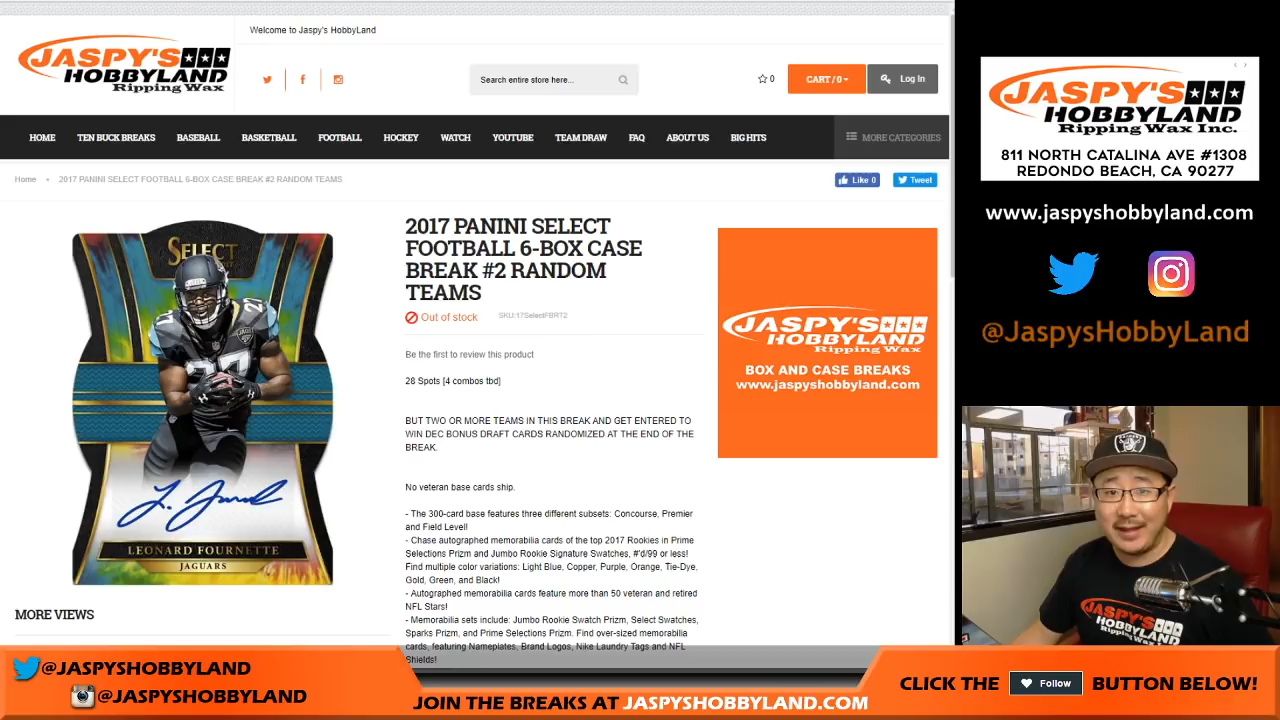 Welcome to Jaspy's HobbyLand
JASPY'S
HOBBYLAND
Ripping Wax
Search entire store here...
0
CART / 0
Log In
HOME
TEN BUCK BREAKS
BASEBALL
BASKETBALL
FOOTBALL
HOCKEY
WATCH
YOUTUBE
TEAM DRAW
FAQ
ABOUT US
BIG HITS
MORE CATEGORIES
Home
2017 PANINI SELECT FOOTBALL 6-BOX CASE BREAK #2 RANDOM TEAMS
Like 0
Tweet
SELECT
27
LEONARD FOURNETTE
JAGUARS
MORE VIEWS
2017 PANINI SELECT
FOOTBALL 6-BOX CASE
BREAK #2 RANDOM
TEAMS
Out of stock
SKU:17SelectFBRT2
Be the first to review this product
28 Spots [4 combos tbd]
BUT TWO OR MORE TEAMS IN THIS BREAK AND GET ENTERED TO
WIN DEC BONUS DRAFT CARDS RANDOMIZED AT THE END OF THE
BREAK.
No veteran base cards ship.
- The 300-card base features three different subsets: Concourse, Premier
and Field Level!
- Chase autographed memorabilia cards of the top 2017 Rookies in Prime
Selections Prizm and Jumbo Rookie Signature Swatches, #'d/99 or less!
Find multiple color variations: Light Blue, Copper, Purple, Orange, Tie-Dye,
Gold, Green, and Black!
- Autographed memorabilia cards feature more than 50 veteran and retired
NFL Stars!
- Memorabilia sets include: Jumbo Rookie Swatch Prizm, Select Swatches,
Sparks Prizm, and Prime Selections Prizm. Find over-sized memorabilia
cards, featuring Nameplates, Brand Logos, Nike Laundry Tags and NFL
Shields!
JASPY'S
HOBBYLAND
Ripping Wax
BOX AND CASE BREAKS
www.jaspyshobbyland.com
JASPY'S
HOBBYLAND
Ripping Wax Inc.
811 NORTH CATALINA AVE #1308
REDONDO BEACH, CA 90277
www.jaspyshobbyland.com
@JaspysHobbyLand
JASPY'S
HOBBYLAND
Ripping Wax
@JASPYSHOBBYLAND
@JASPYSHOBBYLAND
JOIN THE BREAKS AT JASPYSHOBBYLAND.COM
CLICK THE Follow BUTTON BELOW!